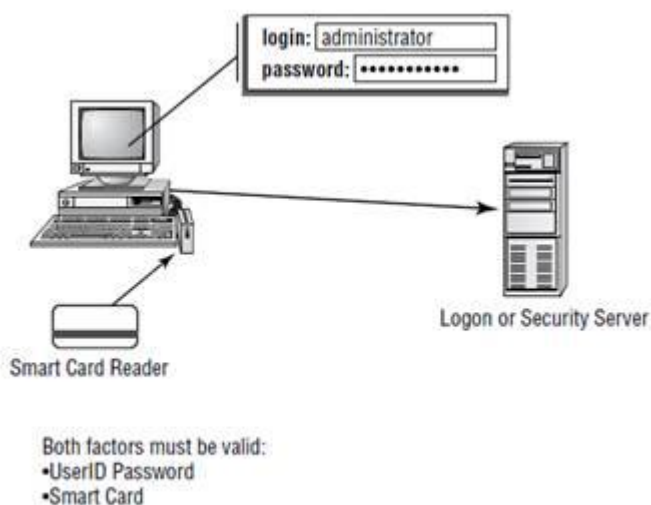 login: administrator
password: •••••••••••
Logon or Security Server
Smart Card Reader
Both factors must be valid:
•UserID Password
•Smart Card